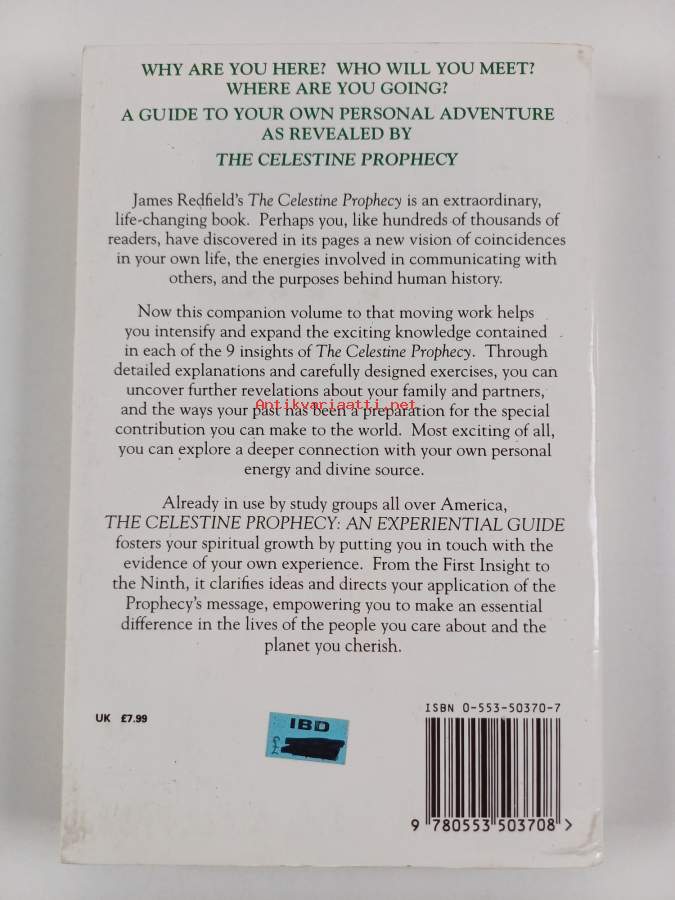 WHY ARE YOU HERE? WHO WILL YOU MEET?
WHERE ARE YOU GOING?
A GUIDE TO YOUR OWN PERSONAL ADVENTURE
AS REVEALED BY
THE CELESTINE PROPHECY
James Redfield's The Celestine Prophecy is an extraordinary,
life-changing book. Perhaps you, like hundreds of thousands of
readers, have discovered in its pages a new vision of coincidences
in your own life, the energies involved in communicating with
others, and the purposes behind human history.
Now this companion volume to that moving work helps
you intensify and expand the exciting knowledge contained
in each of the 9 insights of The Celestine Prophecy. Through
detailed explanations and carefully designed exercises, you can
uncover further revelations about your family and partners,
Antikvariaatti.net
and the ways your past has been a preparation for the special
contribution you can make to the world. Most exciting of all,
you can explore a deeper connection with your own personal
energy and divine source.
Already in use by study groups all over America,
THE CELESTINE PROPHECY: AN EXPERIENTIAL GUIDE
fosters your spiritual growth by putting you in touch with the
evidence of your own experience. From the First Insight to
the Ninth, it clarifies ideas and directs your application of the
Prophecy's message, empowering you to make an essential
difference in the lives of the people you care about and the
planet you cherish.
UK £7.99
IBD
£
ISBN 0-553-50370-7
9 780553 503708 >